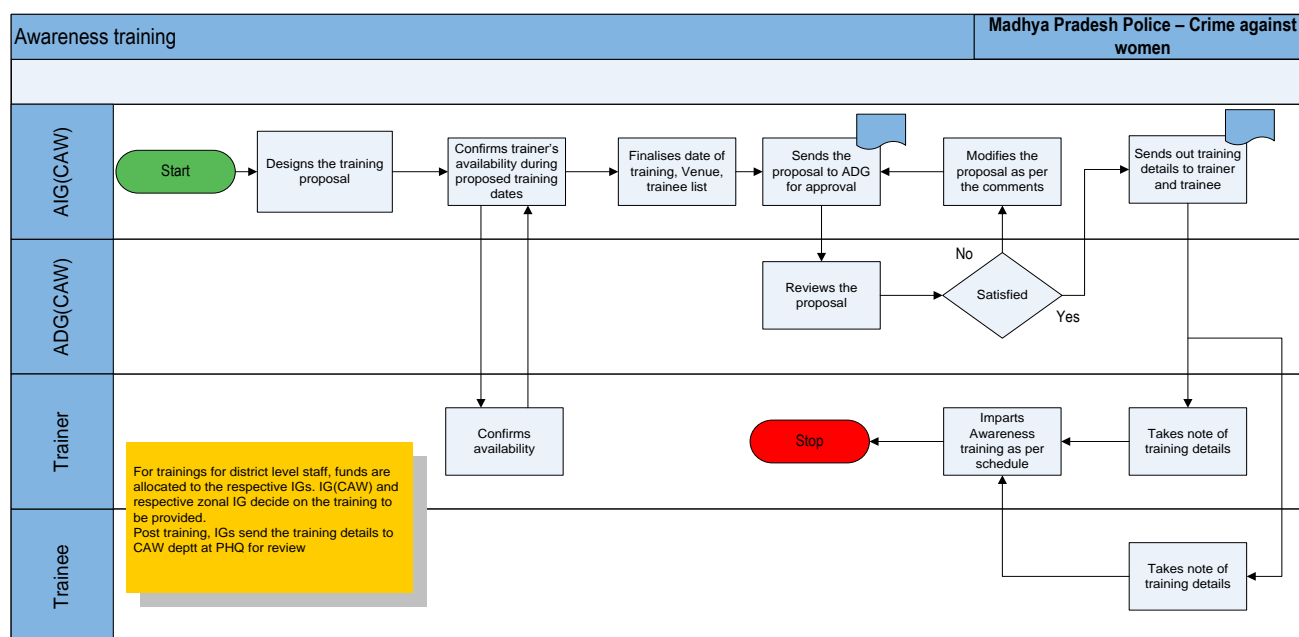 Awareness training
Madhya Pradesh Police – Crime against
women
AIG(CAW)
Start
Designs the training
proposal
Confirms trainer's
availability during
proposed training
dates
Finalises date of
training, Venue,
trainee list
Sends the
proposal to ADG
for approval
Modifies the
proposal as per
the comments
Sends out training
details to trainer
and trainee
ADG(CAW)
Reviews the
proposal
No
Satisfied
Yes
Trainer
Confirms
availability
Stop
Imparts
Awareness
training as per
schedule
Takes note of
training details
For trainings for district level staff, funds are
allocated to the respective IGs. IG(CAW) and
respective zonal IG decide on the training to
be provided.
Post training, IGs send the training details to
CAW deptt at PHQ for review
Trainee
Takes note of
training details